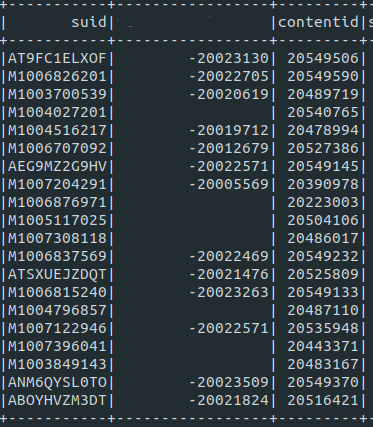 +----------+-----------------+---------+
|      suid|                 |contentid|s
+----------+-----------------+---------+
|AT9FC1ELXOF|        -20023130| 20549506|
|M1006826201|        -20022705| 20549590|
|M1003700539|        -20020619| 20489719|
|M1004027201|                 | 20540765|
|M1004516217|        -20019712| 20478994|
|M1006707092|        -20012679| 20527386|
|AEG9MZ2G9HV|        -20022571| 20549145|
|M1007204291|        -20005569| 20390978|
|M1006876971|                 | 20223003|
|M1005117025|                 | 20504106|
|M1007308118|                 | 20486017|
|M1006837569|        -20022469| 20549232|
|ATSXUEJZDQT|        -20021476| 20525809|
|M1006815240|        -20023263| 20549133|
|M1004796857|                 | 20487110|
|M1007122946|        -20022571| 20535948|
|M1007396041|                 | 20443371|
|M1003849143|                 | 20483167|
|ANM6QYSL0TO|        -20023509| 20549370|
|ABOYHVZM3DT|        -20021824| 20516421|
+----------+-----------------+---------+